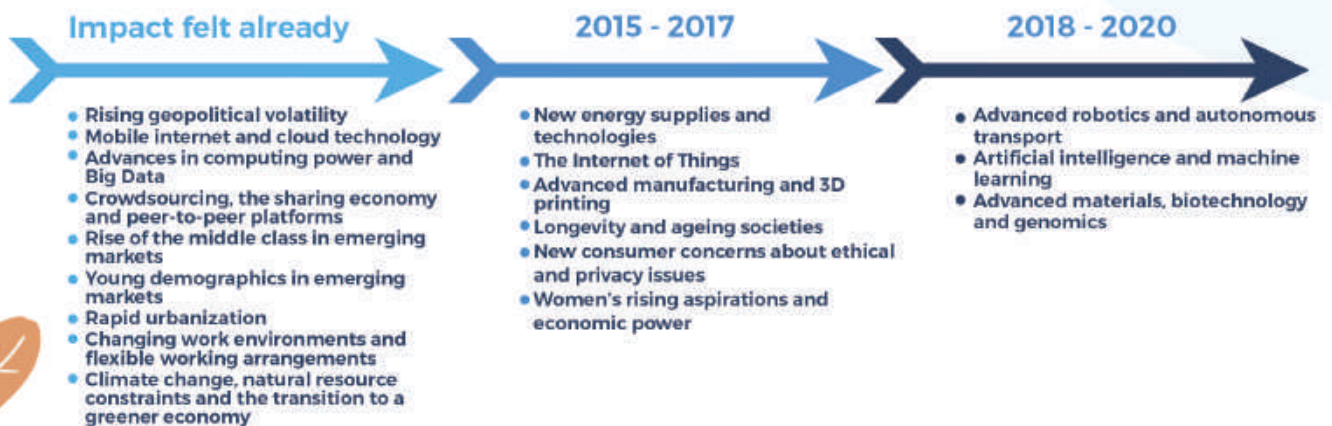 Impact felt already
Rising geopolitical volatility
Mobile internet and cloud technology
Advances in computing power and
Big Data
Crowdsourcing, the sharing economy
and peer-to-peer platforms
Rise of the middle class in emerging
markets
Young demographics in emerging
markets
Rapid urbanization
Changing work environments and
flexible working arrangements
Climate change, natural resource
constraints and the transition to a
greener economy
2015 - 2017
New energy supplies and
technologies
The Internet of Things
Advanced manufacturing and 3D
printing
Longevity and ageing societies
New consumer concerns about ethical
and privacy issues
Women's rising aspirations and
economic power
2018 - 2020
Advanced robotics and autonomous
transport
Artificial intelligence and machine
learning
Advanced materials, biotechnology
and genomics